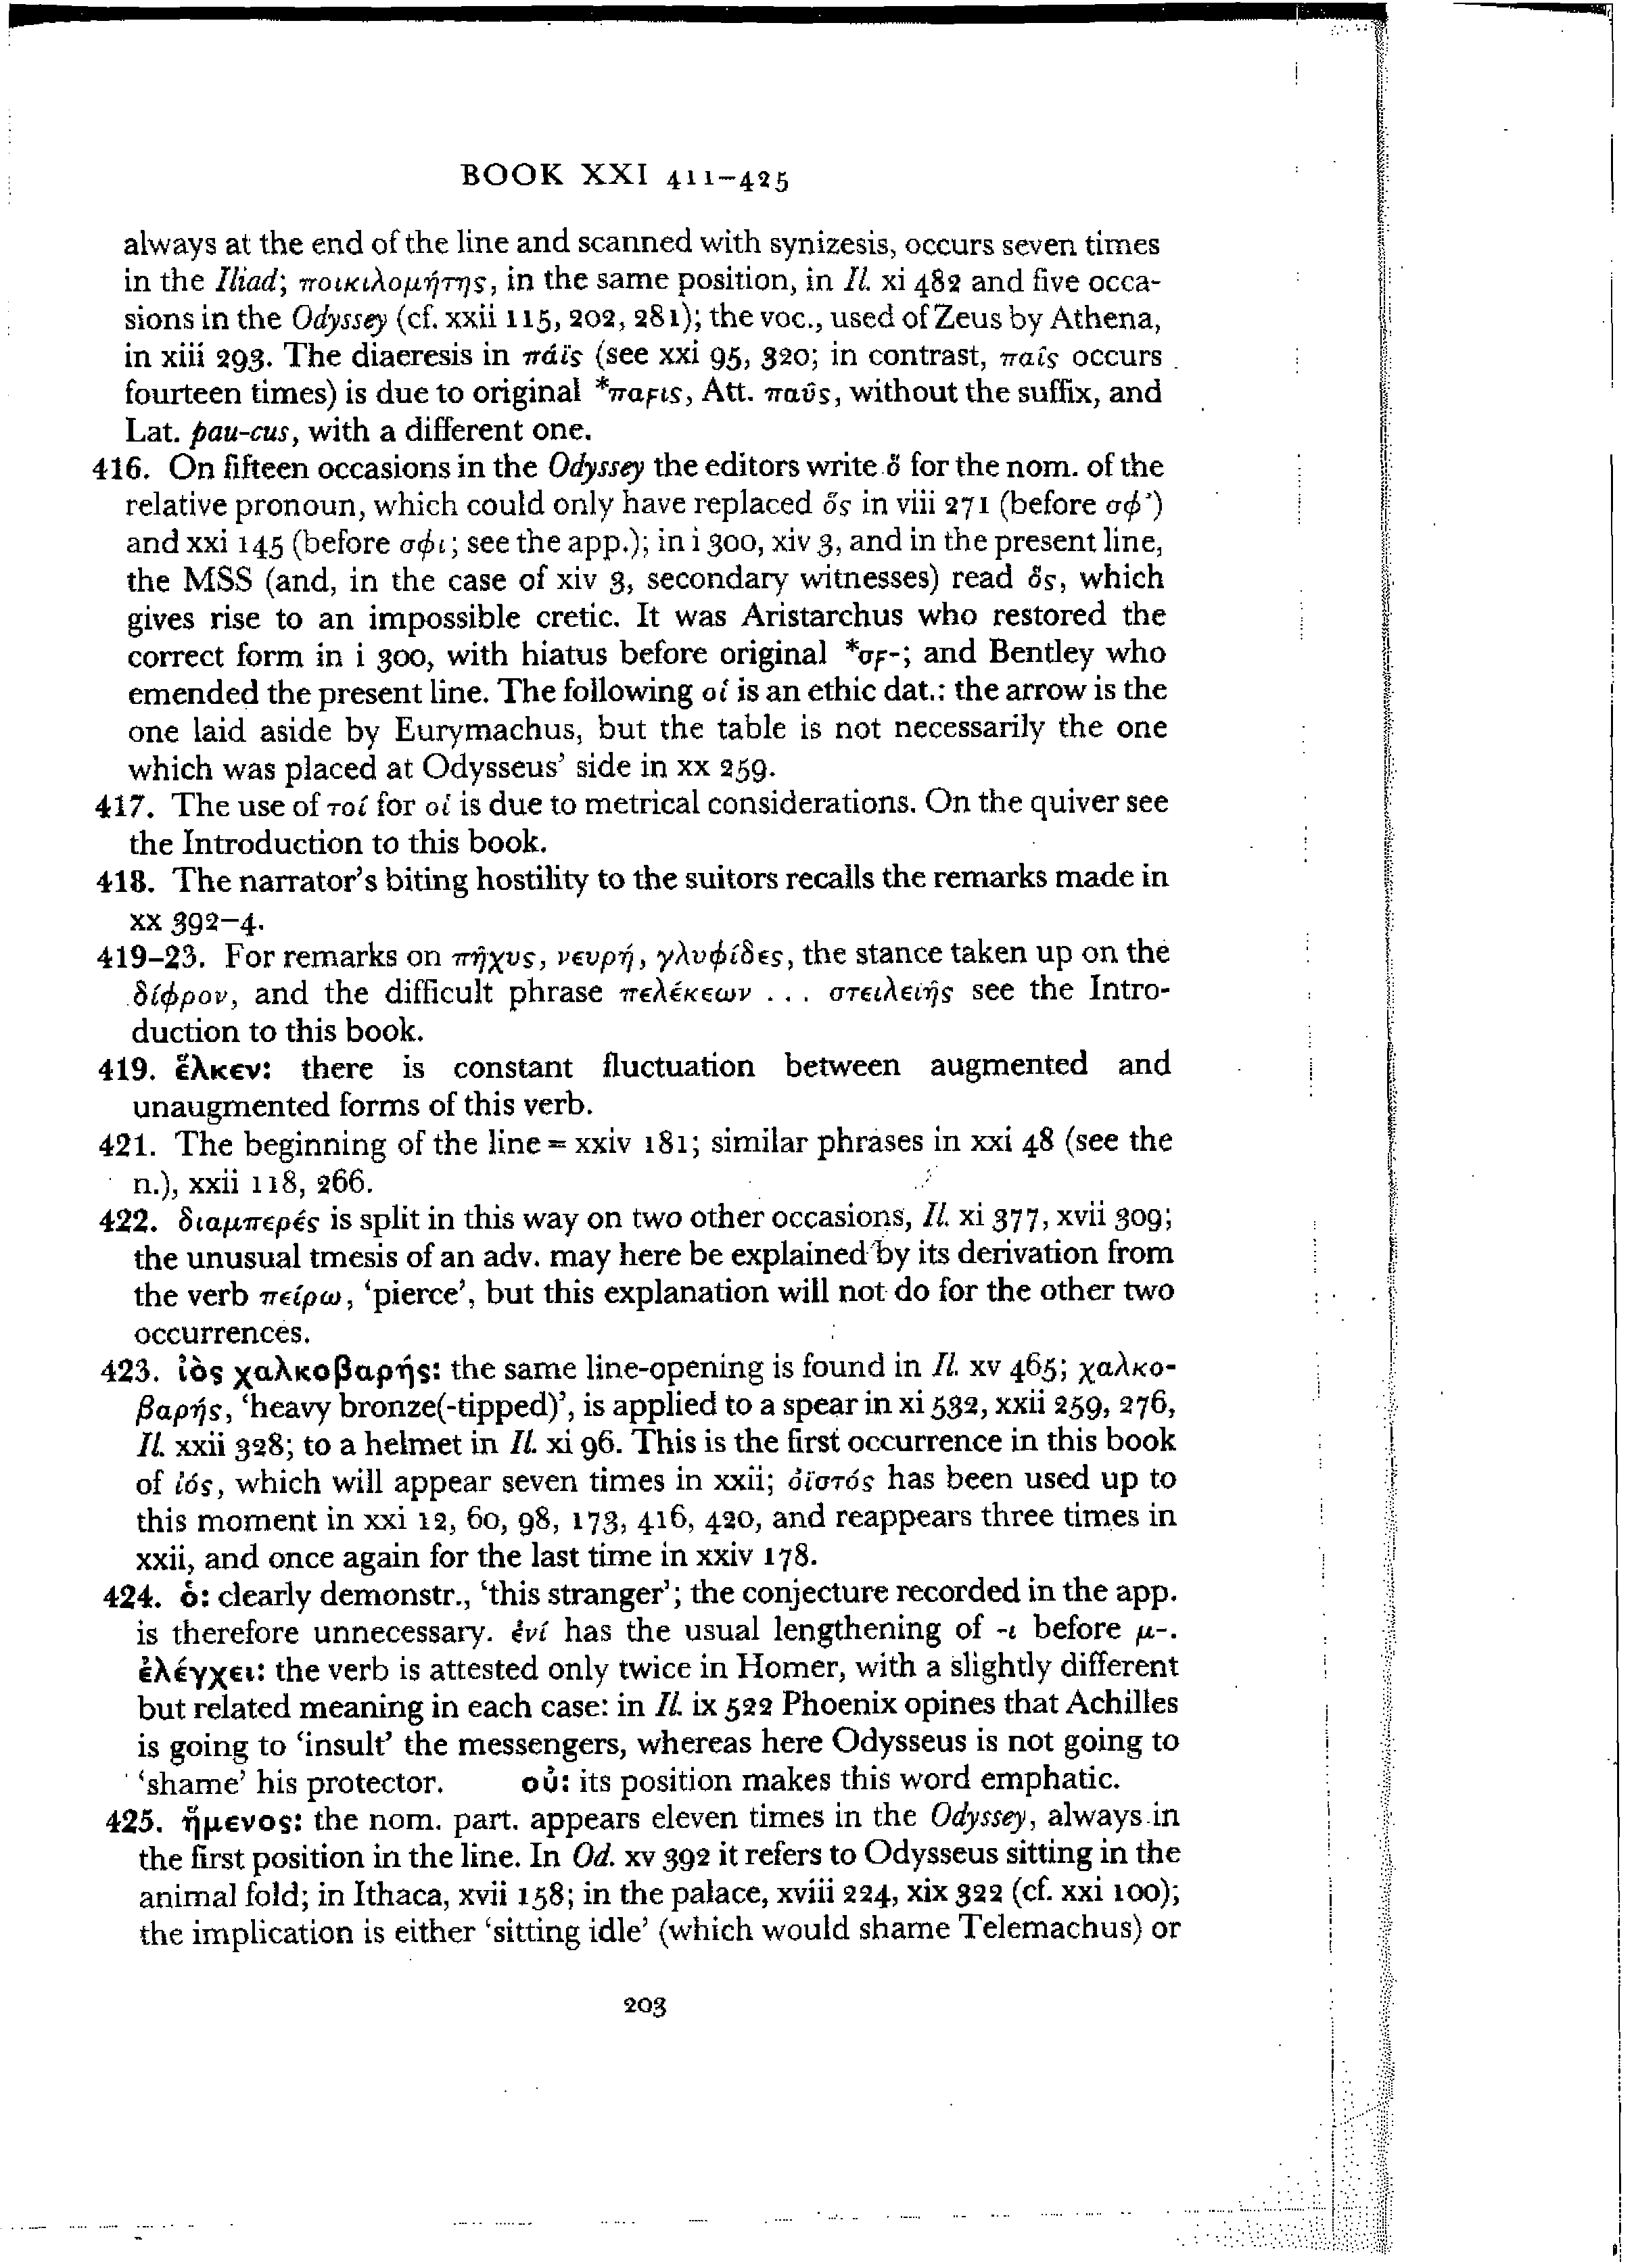 BOOK XXI 411–425
always at the end of the line and scanned with synizesis, occurs seven times
in the Iliad; ποικιλομήτης, in the same position, in Il. xi 482 and five occa-
sions in the Odyssey (cf. xxii 115, 202, 281); the voc., used of Zeus by Athena,
in xiii 293. The diaeresis in πάϊς (see xxi 95, 320; in contrast, παῖς occurs
fourteen times) is due to original *παϝις, Att. παῦς, without the suffix, and
Lat. pau-cus, with a different one.
416. On fifteen occasions in the Odyssey the editors write ὅ for the nom. of the
relative pronoun, which could only have replaced ὅς in viii 271 (before σφ’)
and xxi 145 (before σφι; see the app.); in i 300, xiv 3, and in the present line,
the MSS (and, in the case of xiv 3, secondary witnesses) read ὅς, which
gives rise to an impossible cretic. It was Aristarchus who restored the
correct form in i 300, with hiatus before original *σϝ-; and Bentley who
emended the present line. The following οἱ is an ethic dat.: the arrow is the
one laid aside by Eurymachus, but the table is not necessarily the one
which was placed at Odysseus’ side in xx 259.
417. The use of τοί for οἱ is due to metrical considerations. On the quiver see
the Introduction to this book.
418. The narrator’s biting hostility to the suitors recalls the remarks made in
xx 392–4.
419–23. For remarks on πῆχυς, νευρή, γλυφίδες, the stance taken up on the
δίφρον, and the difficult phrase πελέκεων . . . στειλειῆς see the Intro-
duction to this book.
419. ἕλκεν: there is constant fluctuation between augmented and
unaugmented forms of this verb.
421. The beginning of the line = xxiv 181; similar phrases in xxi 48 (see the
n.), xxii 118, 266.
422. διαμπερές is split in this way on two other occasions, Il. xi 377, xvii 309;
the unusual tmesis of an adv. may here be explained by its derivation from
the verb πείρω, ‘pierce’, but this explanation will not do for the other two
occurrences.
423. ἰὸς χαλκοβαρής: the same line-opening is found in Il. xv 465; χαλκο-
βαρής, ‘heavy bronze(-tipped)’, is applied to a spear in xi 532, xxii 259, 276,
Il. xxii 328; to a helmet in Il. xi 96. This is the first occurrence in this book
of ἰός, which will appear seven times in xxii; ὀϊστός has been used up to
this moment in xxi 12, 60, 98, 173, 416, 420, and reappears three times in
xxii, and once again for the last time in xxiv 178.
424. ὁ: clearly demonstr., ‘this stranger’; the conjecture recorded in the app.
is therefore unnecessary. ἐνί has the usual lengthening of -ι before μ-.
ἐλέγχει: the verb is attested only twice in Homer, with a slightly different
but related meaning in each case: in Il. ix 522 Phoenix opines that Achilles
is going to ‘insult’ the messengers, whereas here Odysseus is not going to
‘shame’ his protector. οὐ: its position makes this word emphatic.
425. ἥμενος: the nom. part. appears eleven times in the Odyssey, always in
the first position in the line. In Od. xv 392 it refers to Odysseus sitting in the
animal fold; in Ithaca, xvii 158; in the palace, xviii 224, xix 322 (cf. xxi 100);
the implication is either ‘sitting idle’ (which would shame Telemachus) or
203